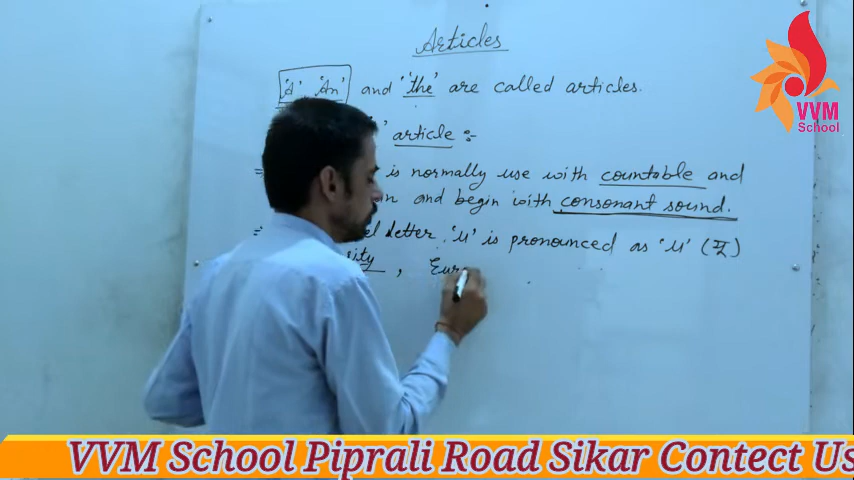 Articles
'A', 'An' and 'the' are called articles.
' article :-
is normally use with countable and
and begin with consonant sound.
letter 'u' is pronounced as 'u' (यू)
sity , Eur
VVM
School
VVM School Piprali Road Sikar Contect Us